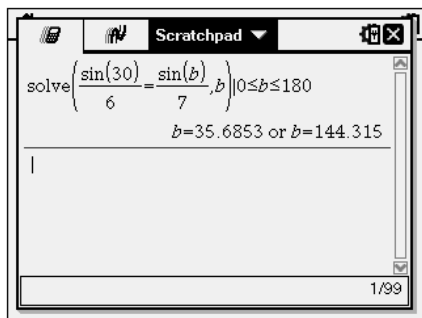 Scratchpad
solve(sin(30)/6=sin(b)/7,b)|0≤b≤180
b=35.6853 or b=144.315
1/99